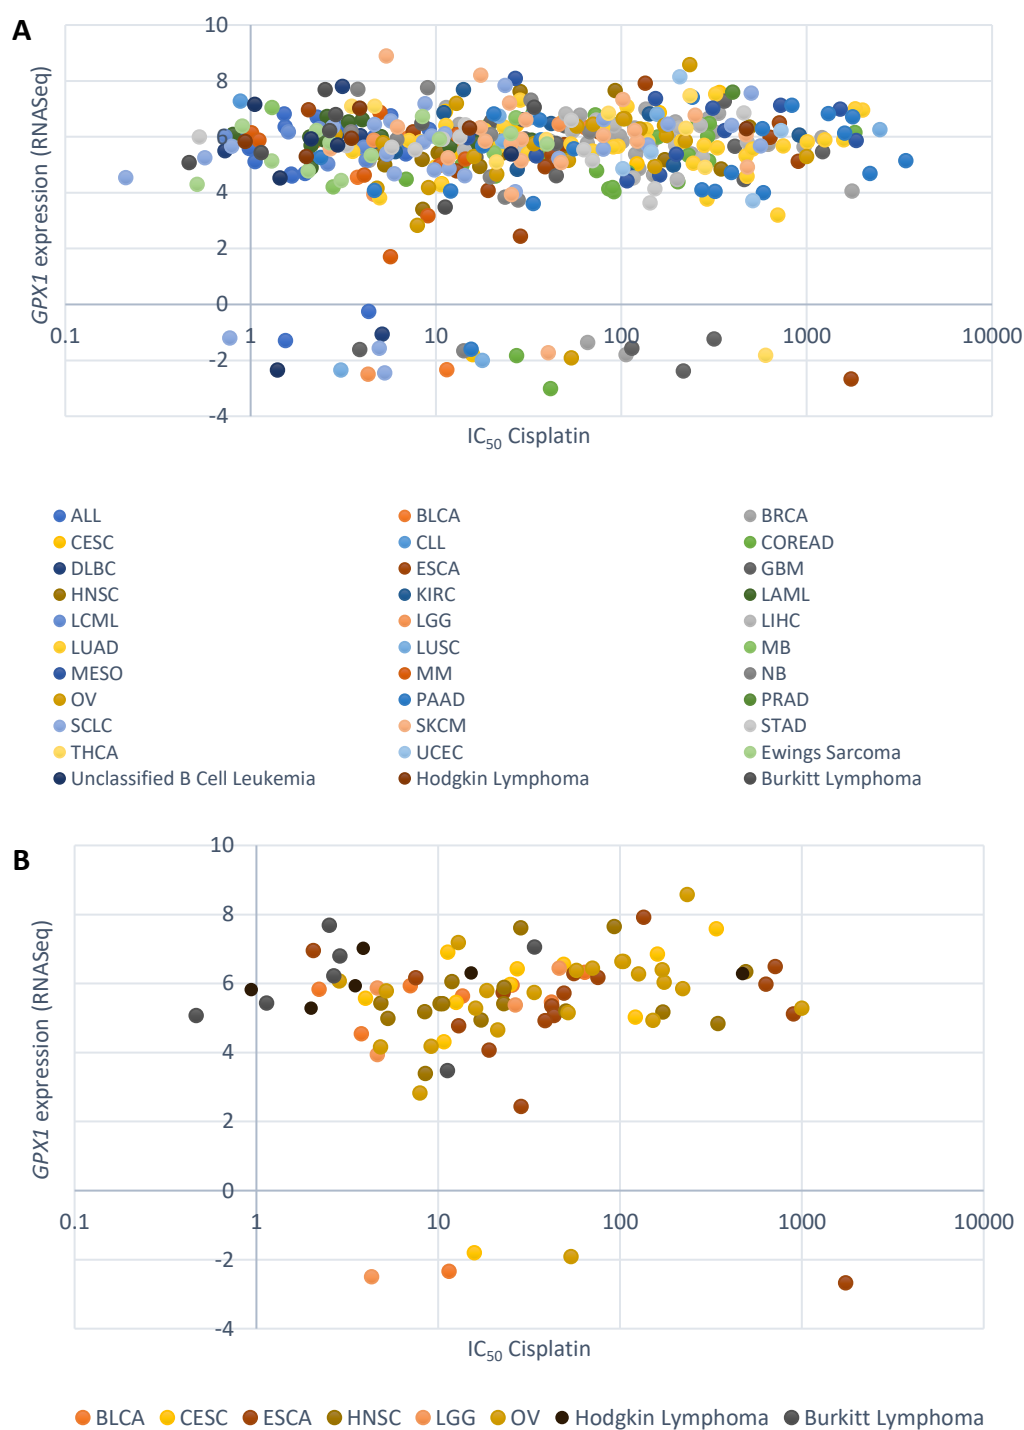 A
10
8
6
4
2
0
-2
-4
0.1 1 10 100 1000 10000
GPX1 expression (RNASeq)
IC50 Cisplatin
ALL BLCA BRCA
CESC CLL COREAD
DLBC ESCA GBM
HNSC KIRC LAML
LCML LGG LIHC
LUAD LUSC MB
MESO MM NB
OV PAAD PRAD
SCLC SKCM STAD
THCA UCEC Ewings Sarcoma
Unclassified B Cell Leukemia Hodgkin Lymphoma Burkitt Lymphoma
B
10
8
6
4
2
0
-2
-4
0.1 1 10 100 1000 10000
GPX1 expression (RNASeq)
IC50 Cisplatin
BLCA CESC ESCA HNSC LGG OV Hodgkin Lymphoma Burkitt Lymphoma